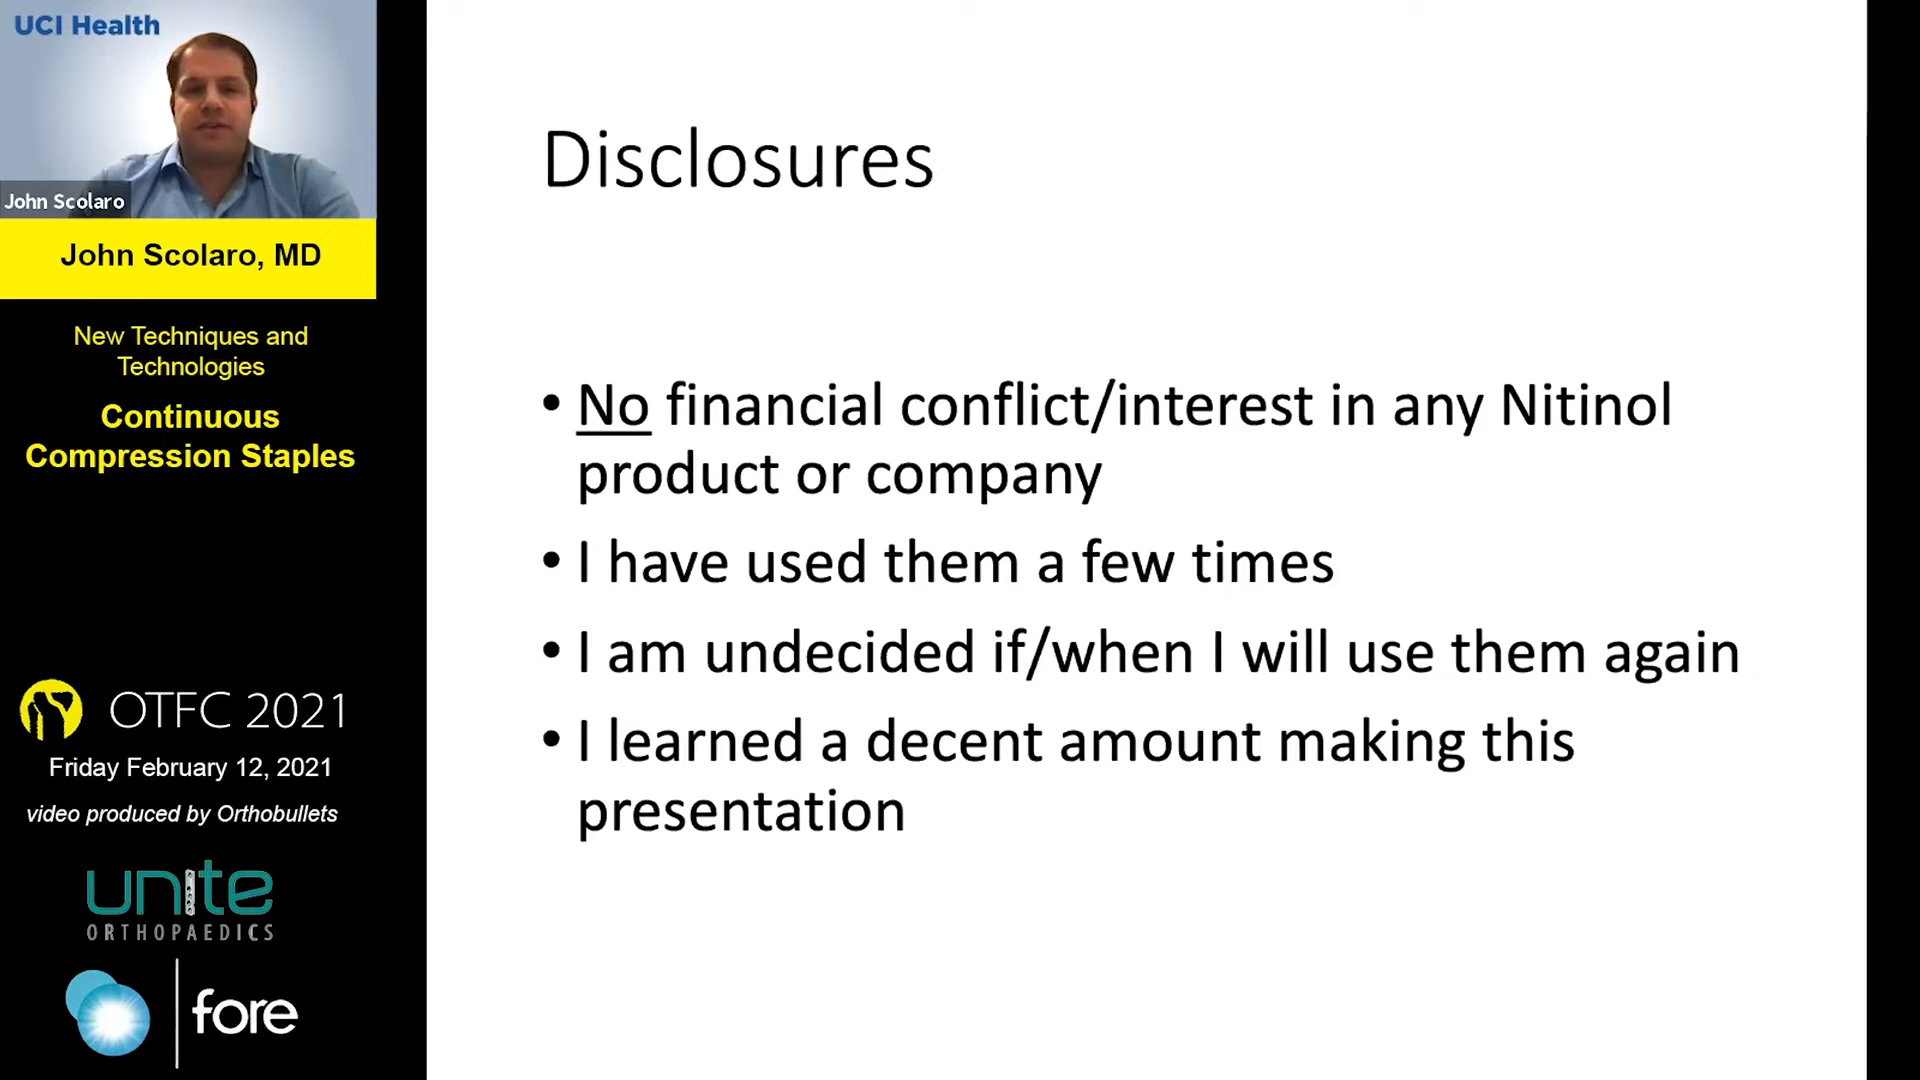 UCI Health
John Scolaro
John Scolaro, MD
New Techniques and
Technologies
Continuous
Compression Staples
OTFC 2021
Friday February 12, 2021
video produced by Orthobullets
unite
ORTHOPAEDICS
fore
Disclosures
• No financial conflict/interest in any Nitinol
product or company
• I have used them a few times
• I am undecided if/when I will use them again
• I learned a decent amount making this
presentation